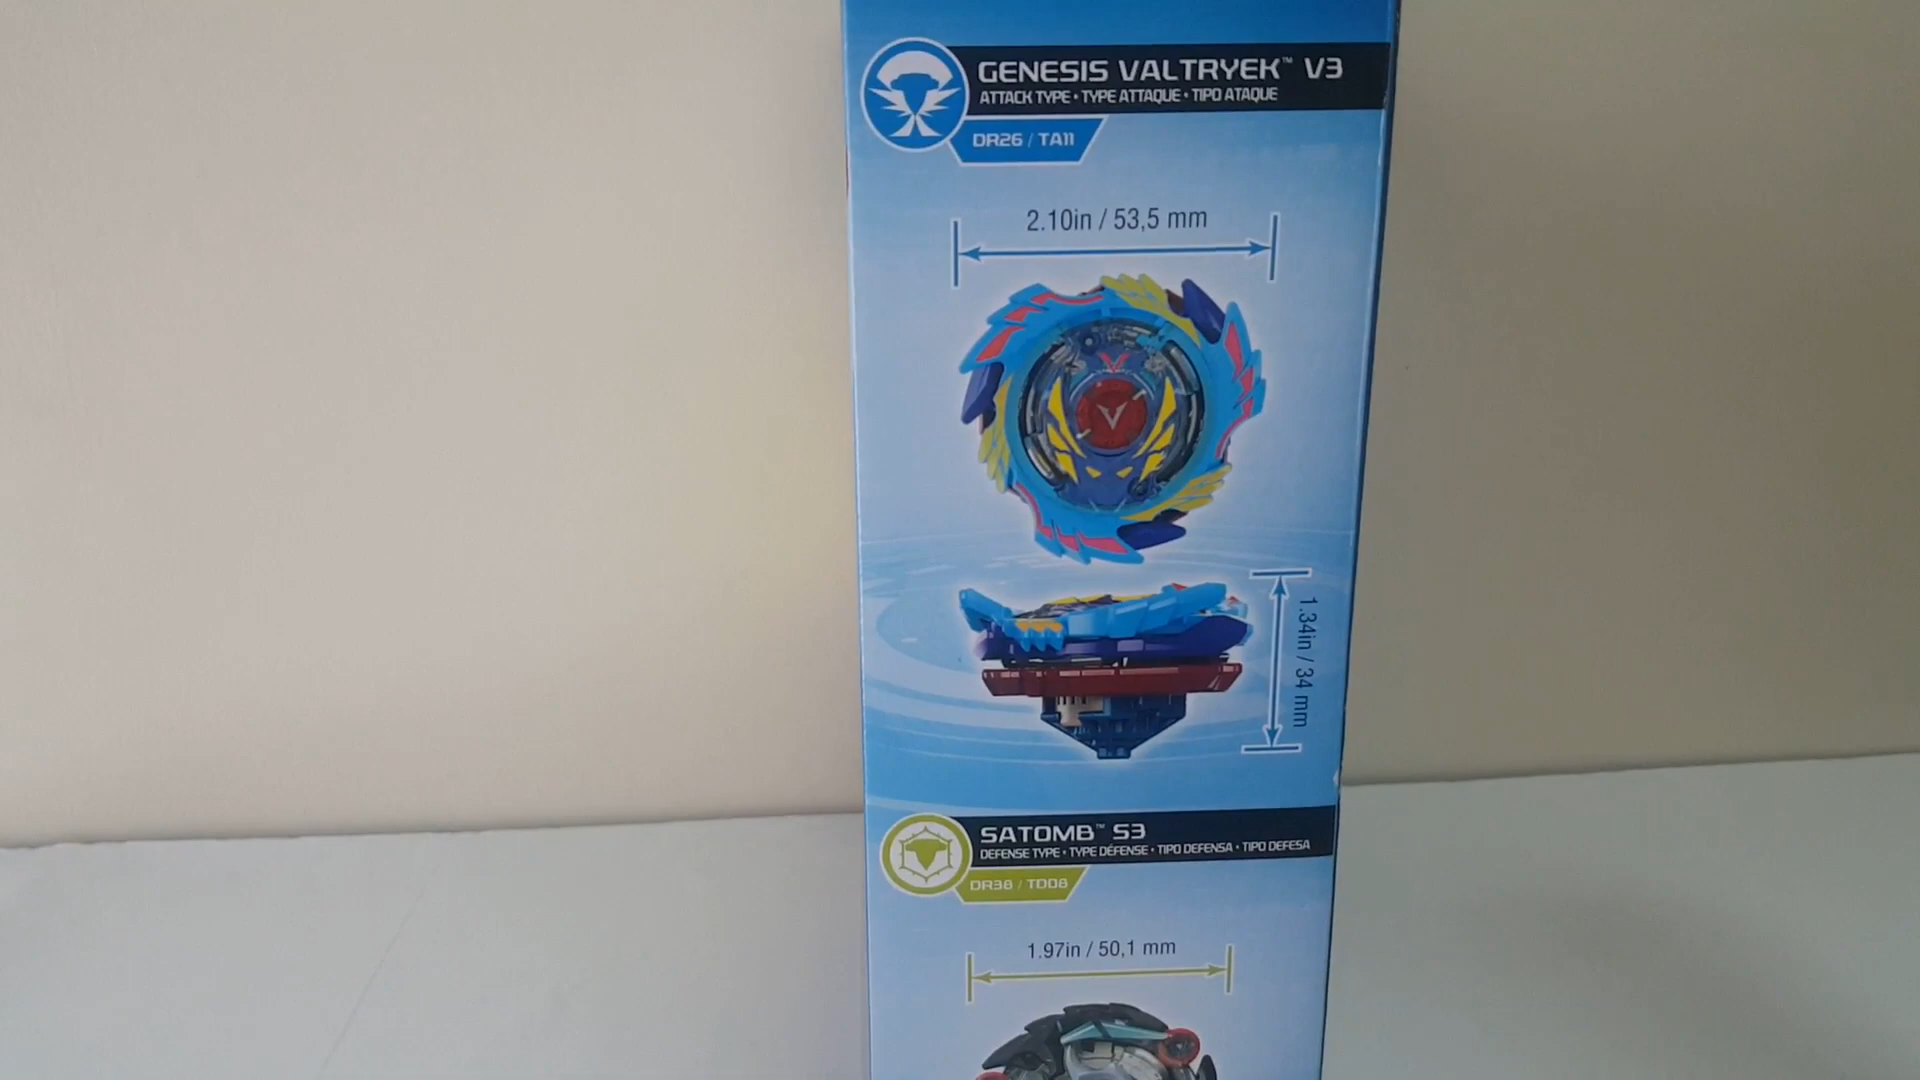 GENESIS VALTRYEK™ V3
ATTACK TYPE • TYPE ATTAQUE • TIPO ATAQUE
DR26 / TA11
2.10in / 53,5 mm
V
1.34in / 34 mm
SATOMB™ S3
DEFENSE TYPE • TYPE DÉFENSE • TIPO DEFENSA • TIPO DEFESA
DR38 / TD08
1.97in / 50,1 mm